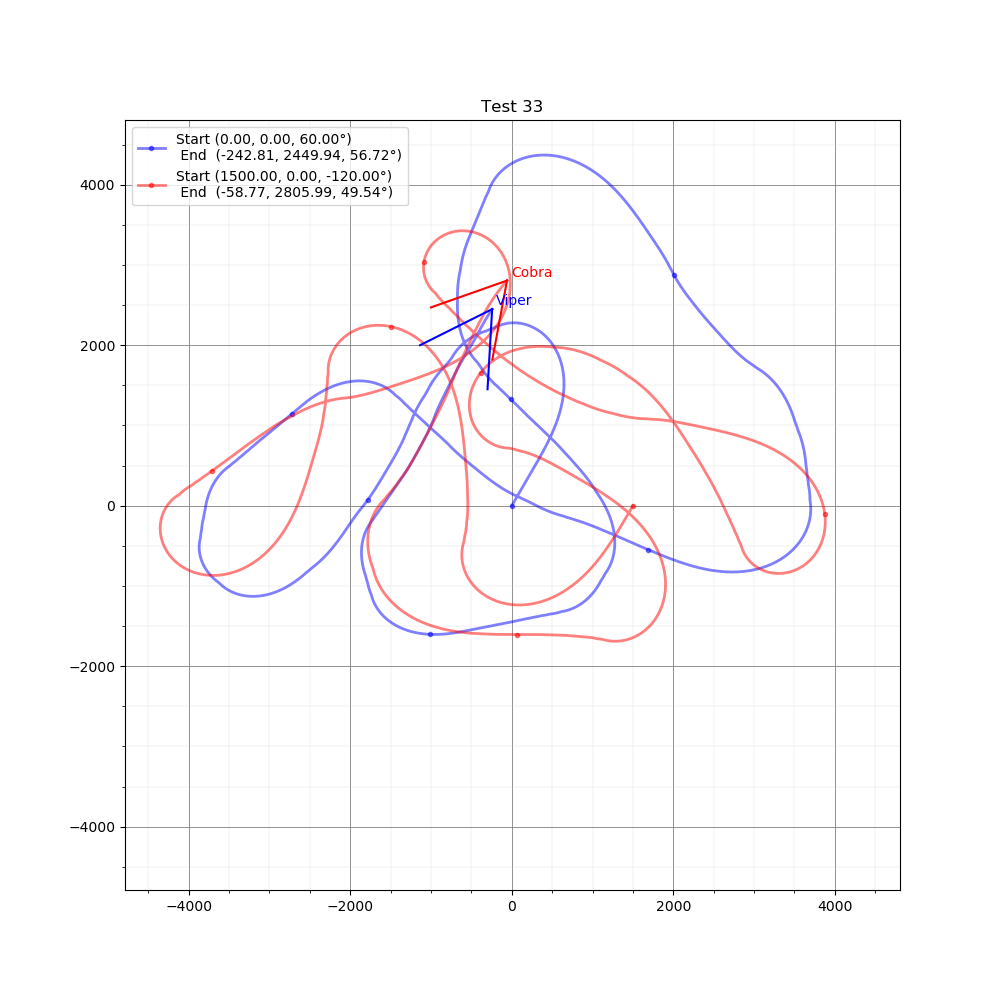 Test 33
Start (0.00, 0.00, 60.00°)
End (-242.81, 2449.94, 56.72°)
Start (1500.00, 0.00, -120.00°)
End (-58.77, 2805.99, 49.54°)
4000
2000
0
−2000
−4000
Cobra
Viper
−4000 −2000 0 2000 4000